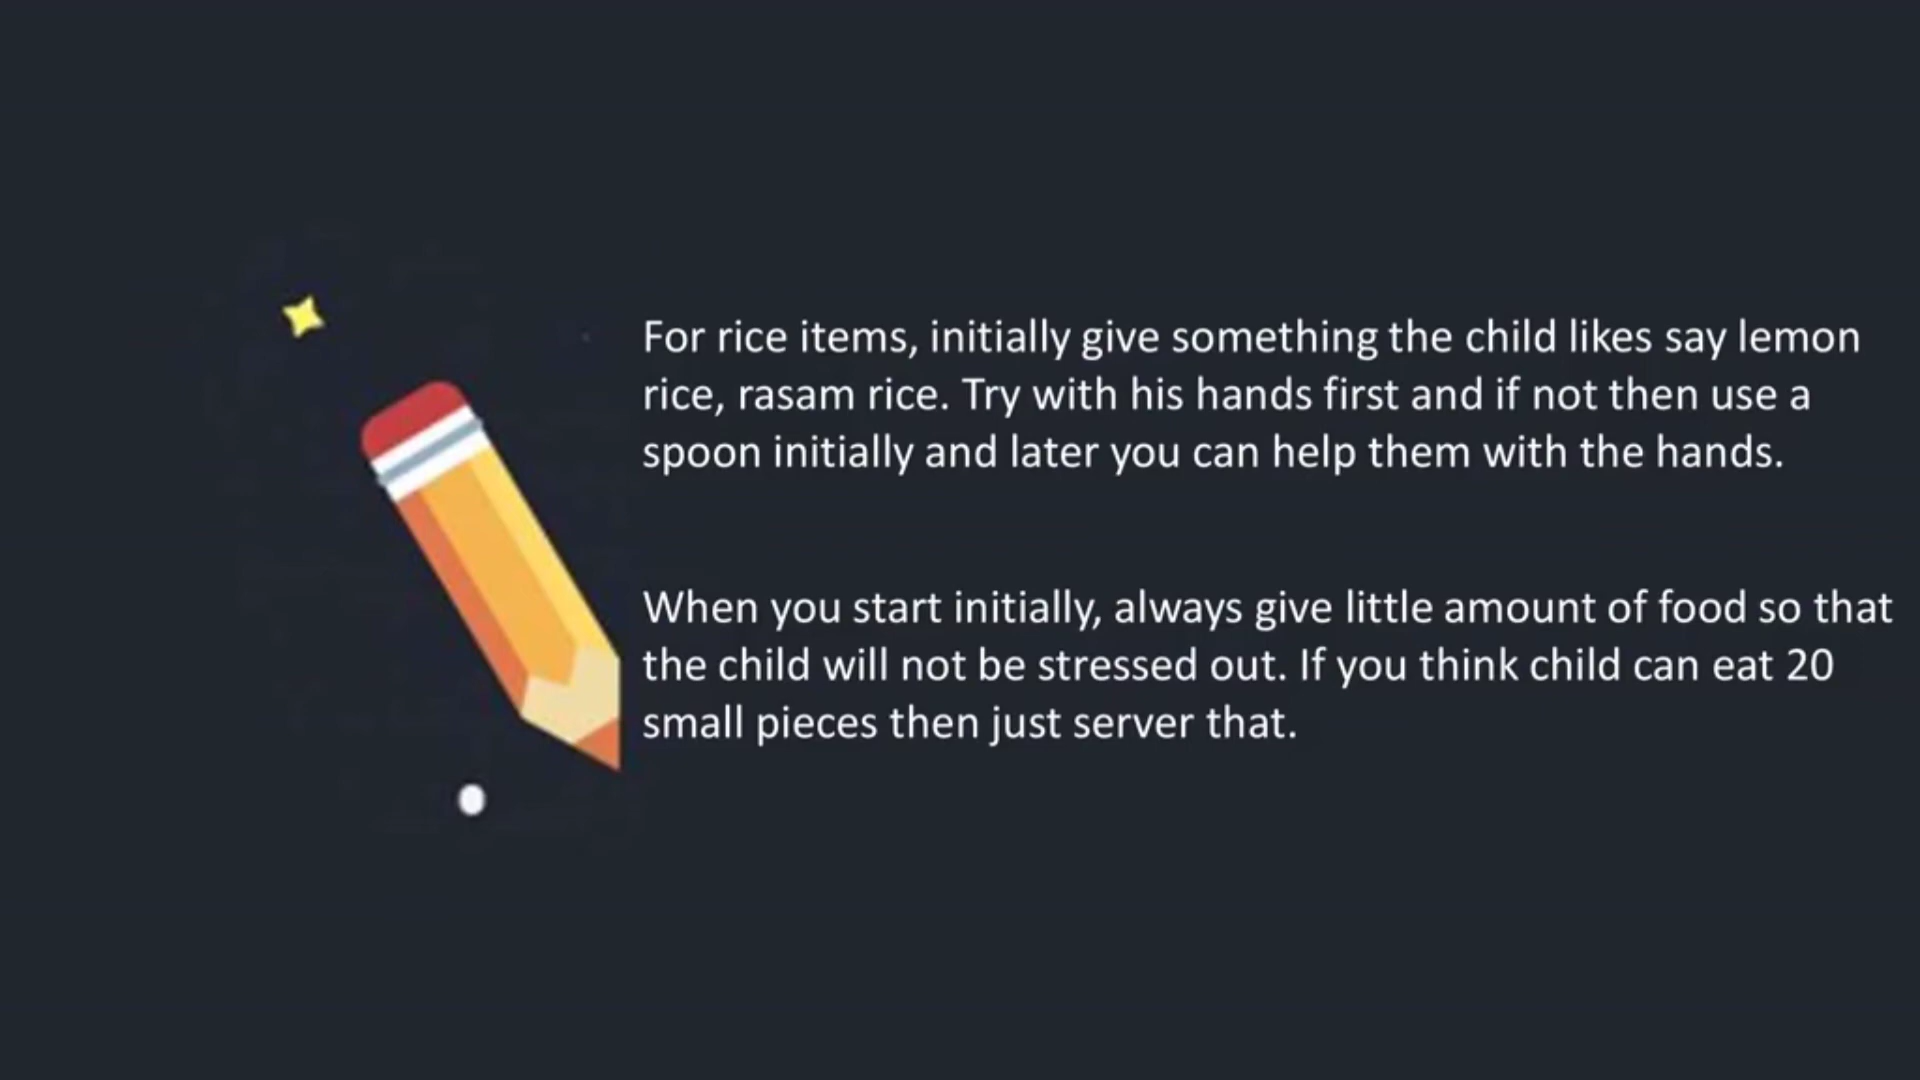 For rice items, initially give something the child likes say lemon
rice, rasam rice. Try with his hands first and if not then use a
spoon initially and later you can help them with the hands.
When you start initially, always give little amount of food so that
the child will not be stressed out. If you think child can eat 20
small pieces then just server that.